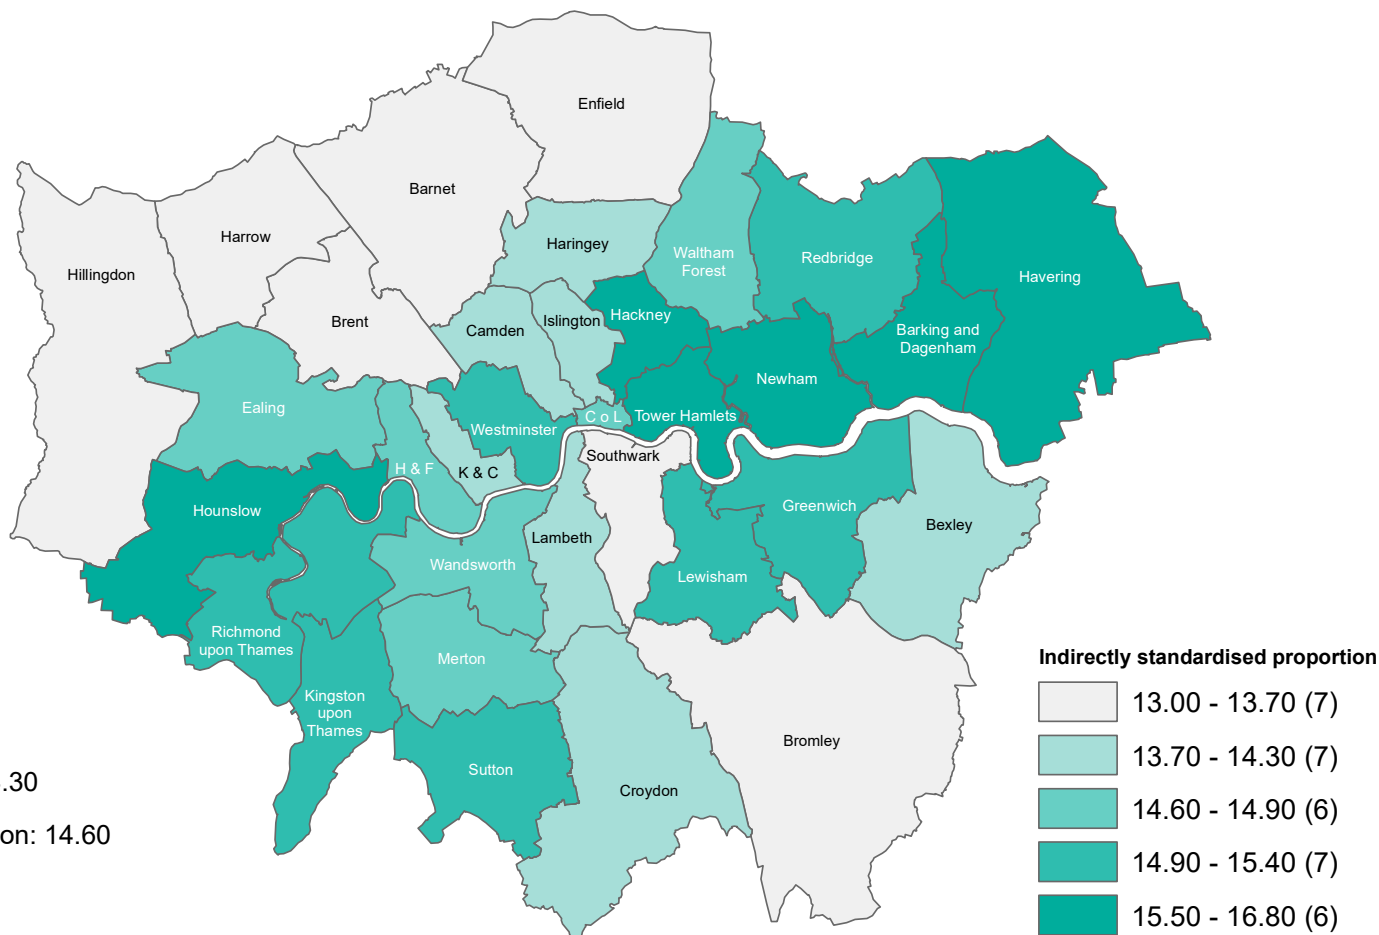 Enfield
Barnet
Harrow
Haringey
Waltham
Forest
Redbridge
Havering
Hillingdon
Brent
Camden
Islington
Hackney
Barking and
Dagenham
Newham
Ealing
Westminster
C o L
Tower Hamlets
H & F
K & C
Southwark
Hounslow
Greenwich
Bexley
Lambeth
Wandsworth
Lewisham
Richmond
upon Thames
Merton
Kingston
upon
Thames
Sutton
Croydon
Bromley
.30
on: 14.60
Indirectly standardised proportion
13.00 - 13.70 (7)
13.70 - 14.30 (7)
14.60 - 14.90 (6)
14.90 - 15.40 (7)
15.50 - 16.80 (6)